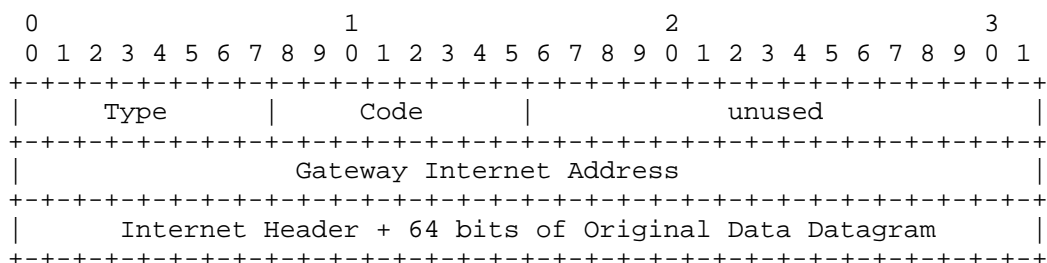 0                   1                   2                   3
 0 1 2 3 4 5 6 7 8 9 0 1 2 3 4 5 6 7 8 9 0 1 2 3 4 5 6 7 8 9 0 1
+-+-+-+-+-+-+-+-+-+-+-+-+-+-+-+-+-+-+-+-+-+-+-+-+-+-+-+-+-+-+-+-+
|     Type      |     Code      |            unused             |
+-+-+-+-+-+-+-+-+-+-+-+-+-+-+-+-+-+-+-+-+-+-+-+-+-+-+-+-+-+-+-+-+
|                 Gateway Internet Address                      |
+-+-+-+-+-+-+-+-+-+-+-+-+-+-+-+-+-+-+-+-+-+-+-+-+-+-+-+-+-+-+-+-+
|      Internet Header + 64 bits of Original Data Datagram      |
+-+-+-+-+-+-+-+-+-+-+-+-+-+-+-+-+-+-+-+-+-+-+-+-+-+-+-+-+-+-+-+-+